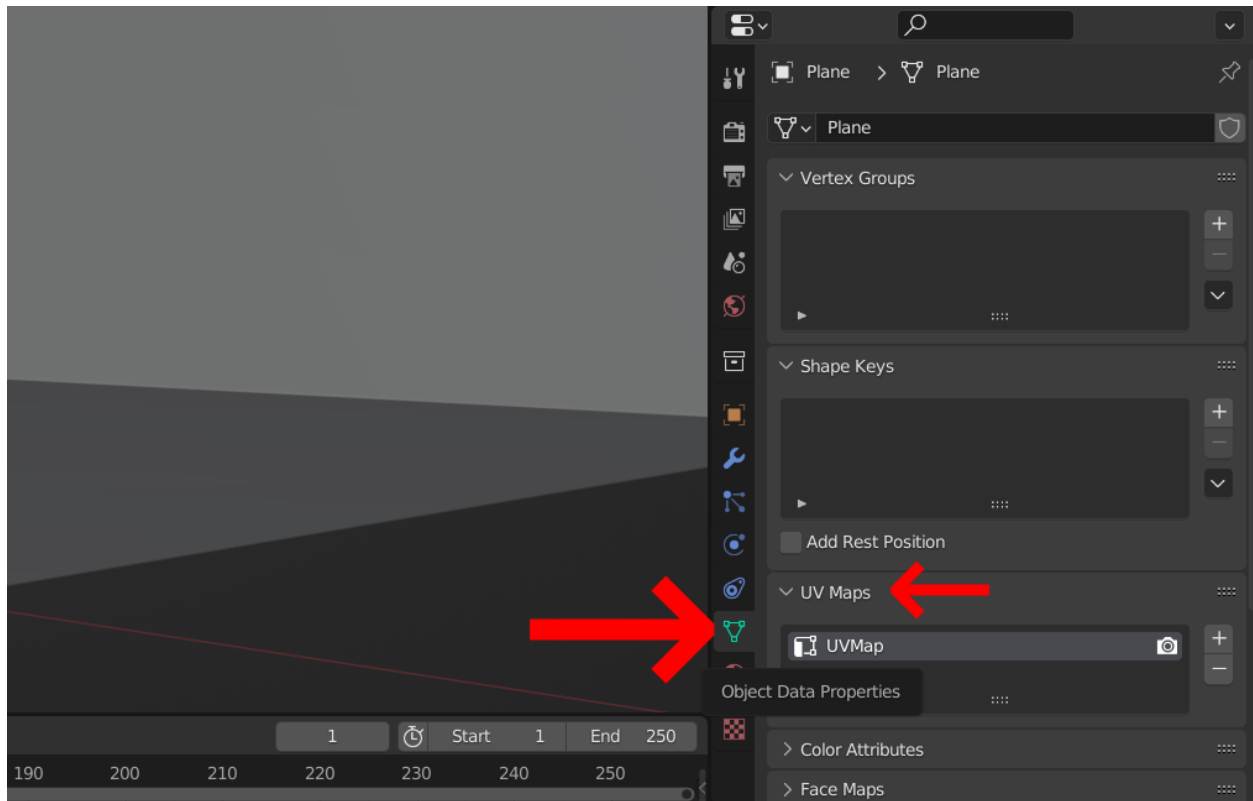 Plane > Plane
Plane
Vertex Groups
Shape Keys
Add Rest Position
UV Maps
UVMap
Object Data Properties
1 Start 1 End 250
190 200 210 220 230 240 250
Color Attributes
Face Maps